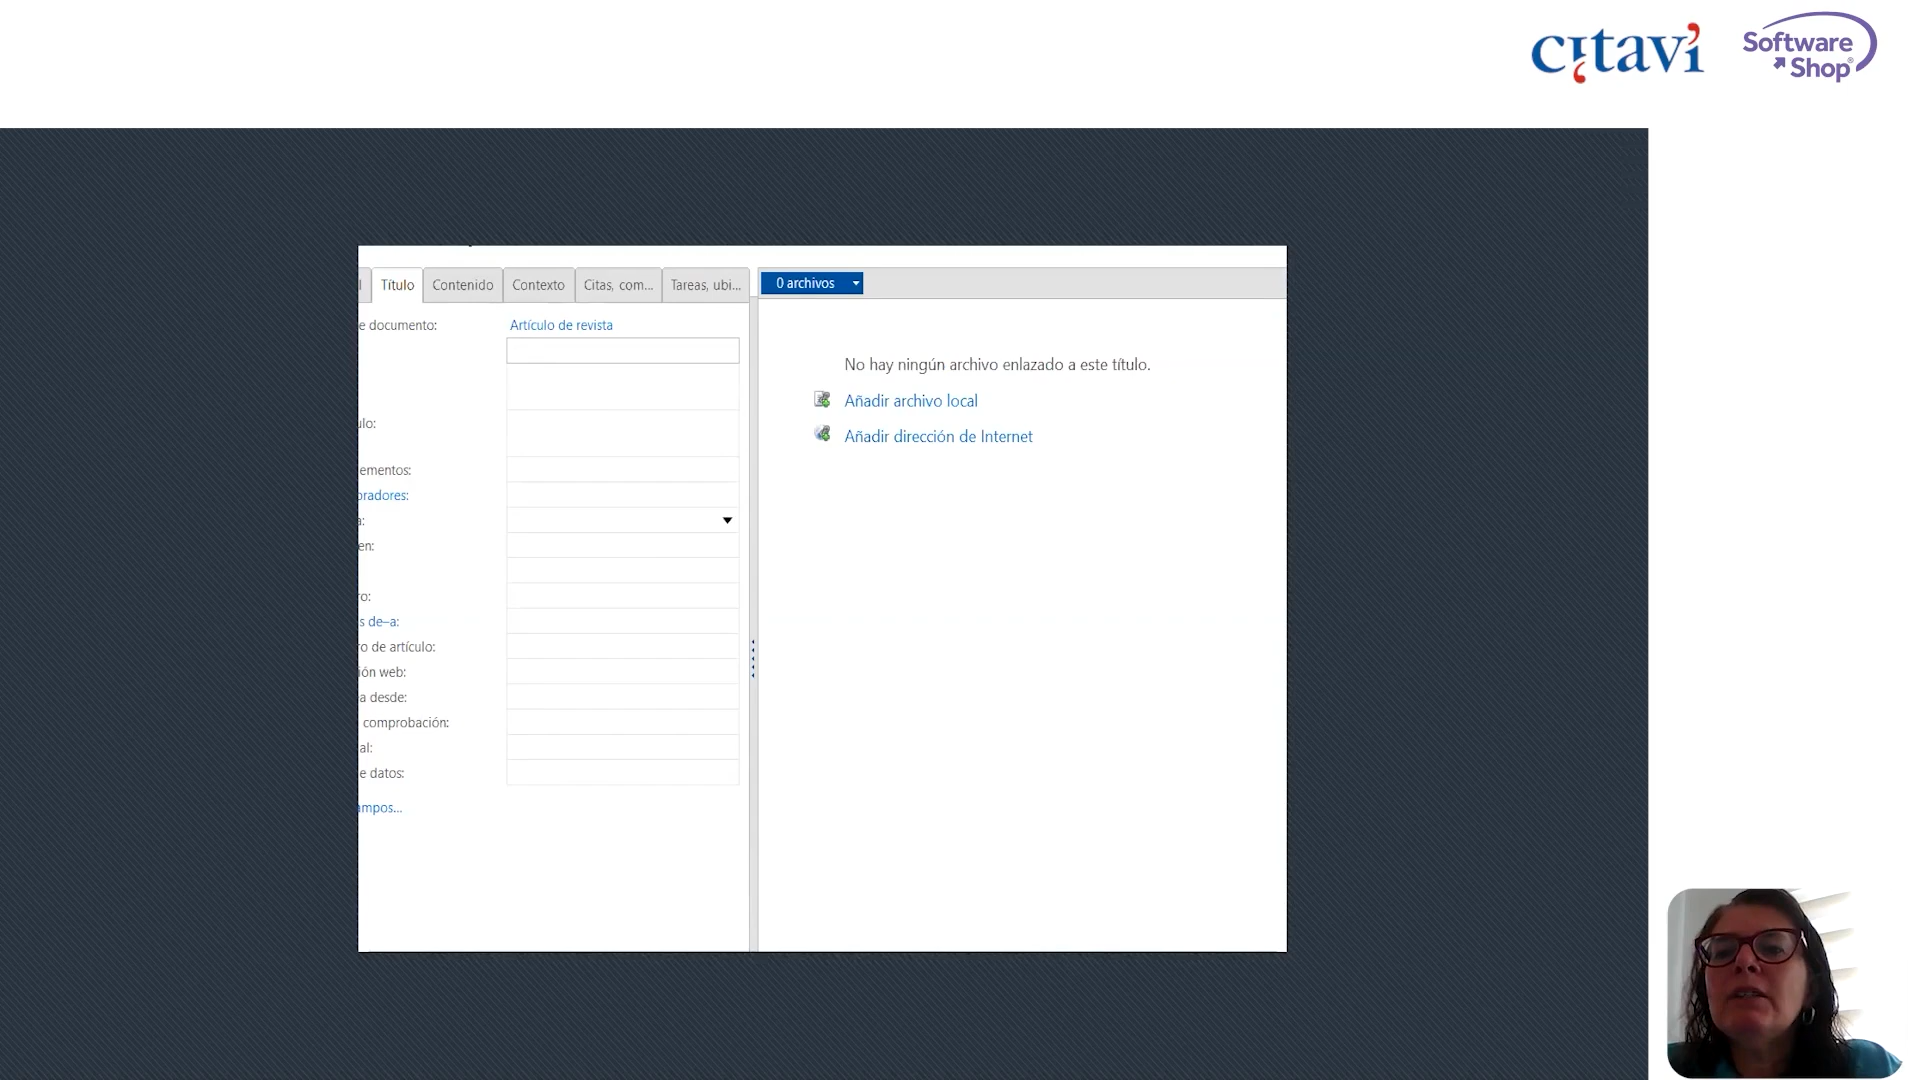 citavi
Software
Shop®
Título
Contenido
Contexto
Citas, com...
Tareas, ubi...
0 archivos
e documento:
Artículo de revista
No hay ningún archivo enlazado a este título.
Añadir archivo local
Añadir dirección de Internet
ulo:
ementos:
oradores:
a:
en:
ro:
s de–a:
ro de artículo:
ión web:
a desde:
comprobación:
al:
e datos:
ampos...